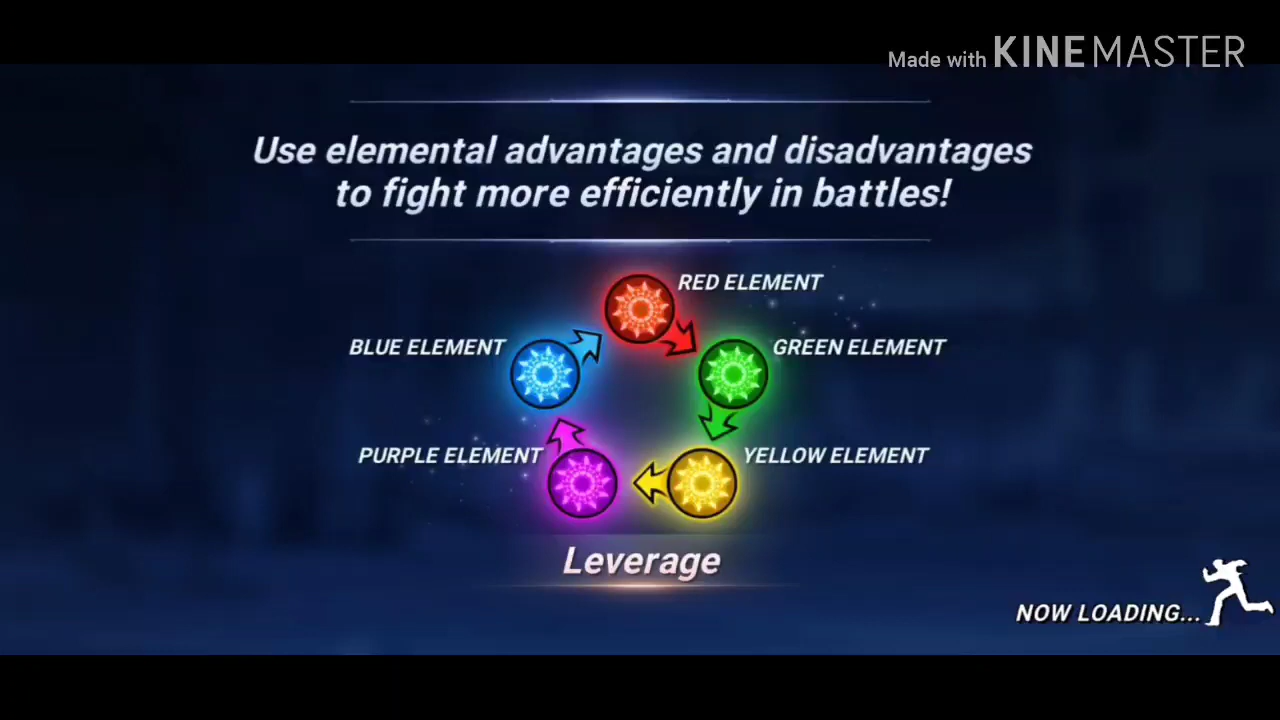 Made with KINEMASTER
Use elemental advantages and disadvantages
to fight more efficiently in battles!
RED ELEMENT
BLUE ELEMENT
GREEN ELEMENT
PURPLE ELEMENT
YELLOW ELEMENT
Leverage
NOW LOADING...